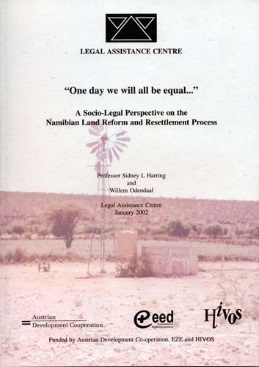 LEGAL ASSISTANCE CENTRE
"One day we will all be equal..."
A Socio-Legal Perspective on the
Namibian Land Reform and Resettlement Process
Professor Sidney L Harring
and
Willem Odendaal
Legal Assistance Centre
January 2002
Austrian
Development Cooperation
eed
Hivos
Funded by Austrian Development Co-operation, EZE and HIVOS